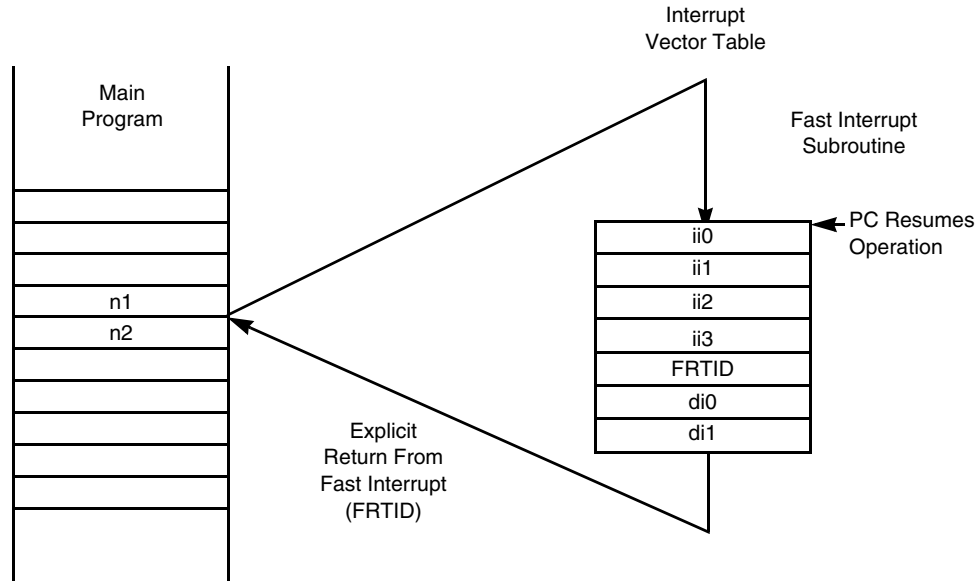 Interrupt
Vector Table
Main
Program
Fast Interrupt
Subroutine
PC Resumes
Operation
ii0
ii1
ii2
ii3
FRTID
di0
di1
n1
n2
Explicit
Return From
Fast Interrupt
(FRTID)